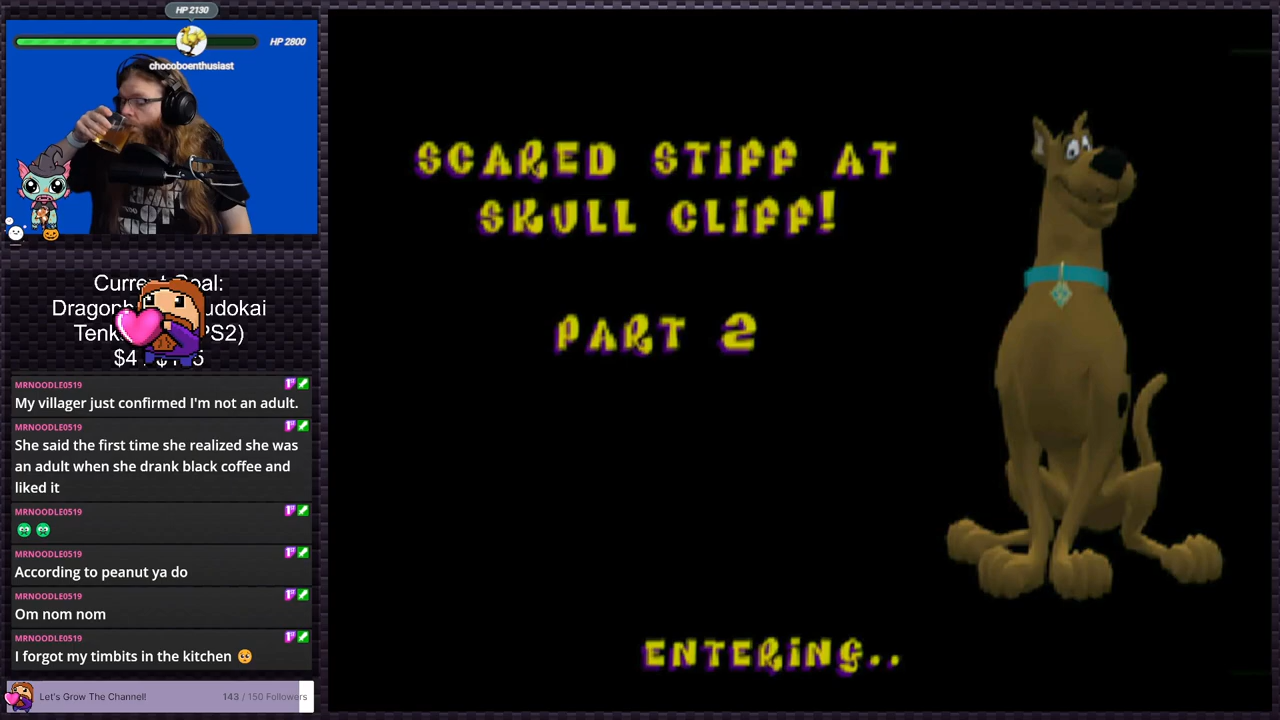 HP 2130
HP 2800
chocoboenthusiast
SCARED STIFF AT
SKULL CLIFF!
PART 2
ENTERING..
Current Goal:
MRNOODLE0519
My villager just confirmed I'm not an adult.
MRNOODLE0519
She said the first time she realized she was
an adult when she drank black coffee and
liked it
MRNOODLE0519
MRNOODLE0519
According to peanut ya do
MRNOODLE0519
Om nom nom
MRNOODLE0519
I forgot my timbits in the kitchen
Let's Grow The Channel!
143 / 150 Followers